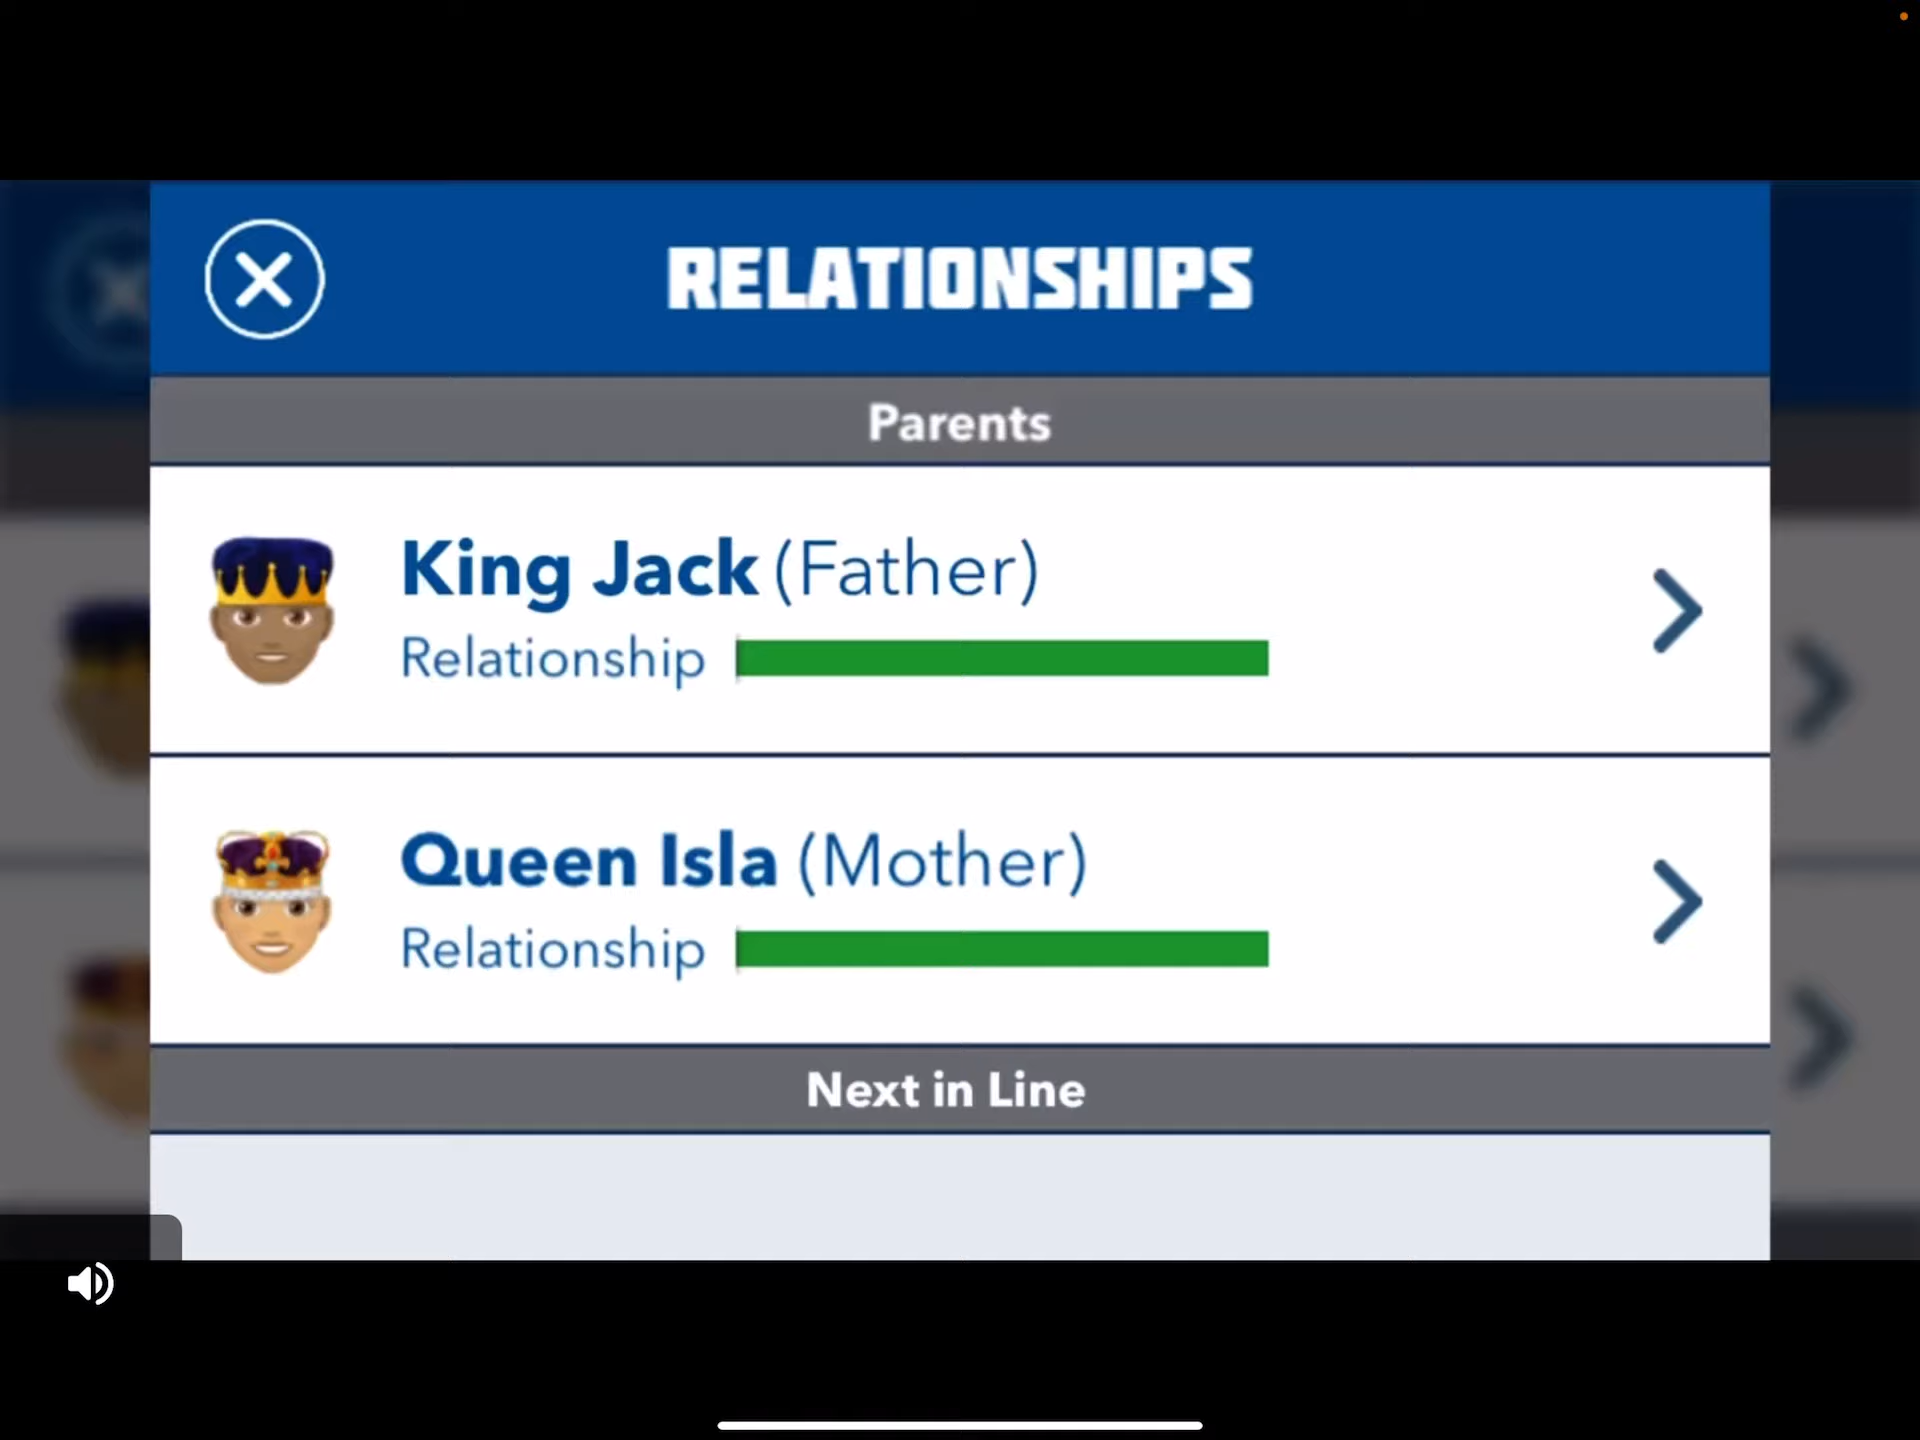 RELATIONSHIPS
Parents
King Jack (Father)
Relationship
Queen Isla (Mother)
Relationship
Next in Line